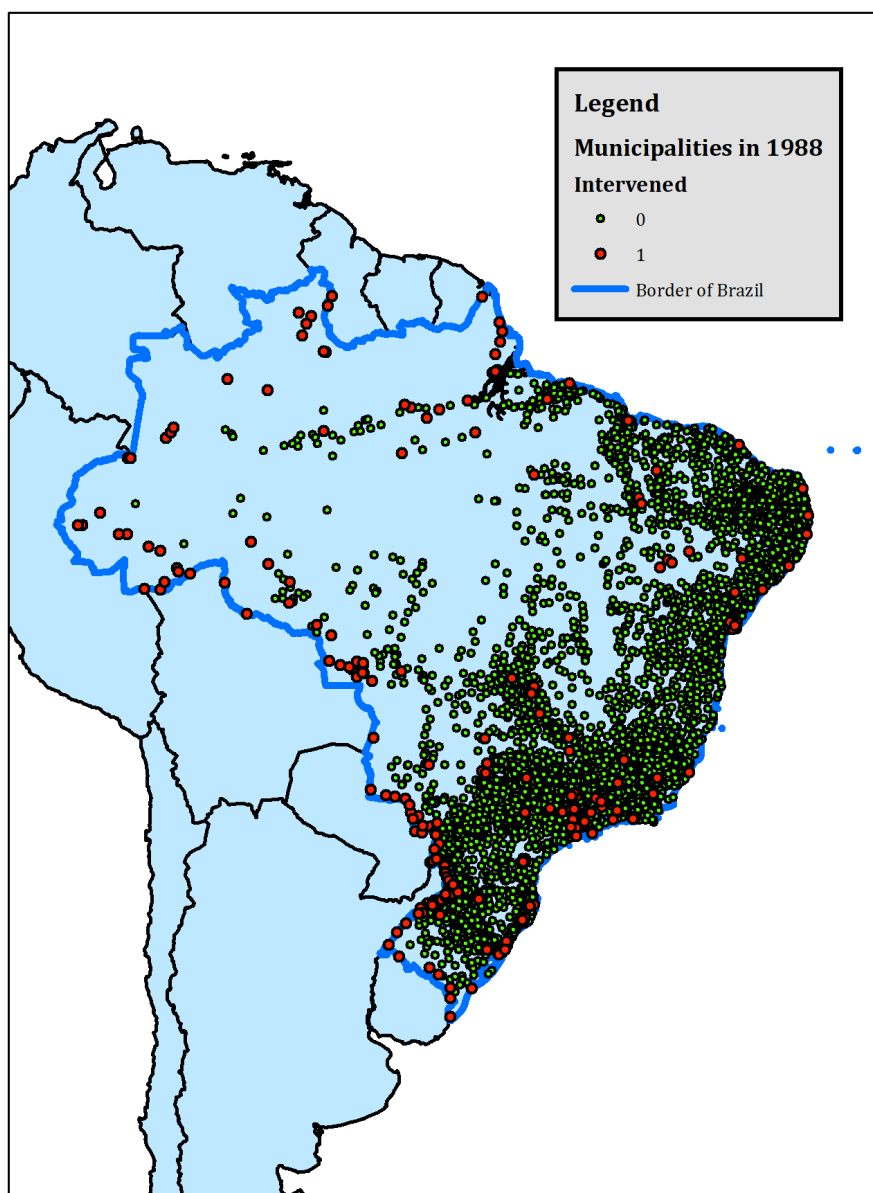 Legend
Municipalities in 1988
Intervened
0
1
Border of Brazil